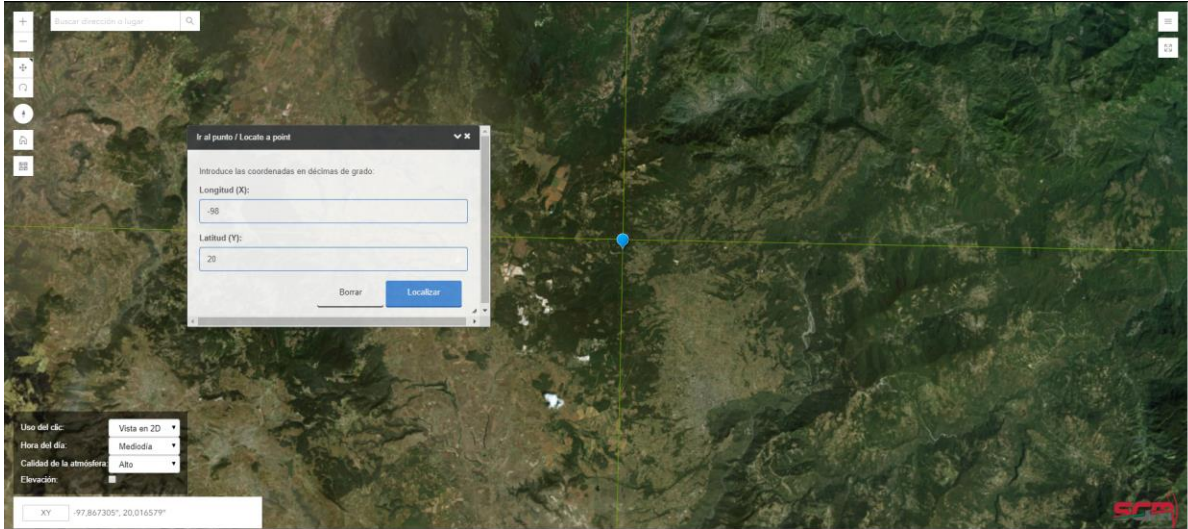 Buscar dirección o lugar
Ir al punto / Locate a point
Introduce las coordenadas en décimas de grado:
Longitud (X):
-98
Latitud (Y):
20
Borrar
Localizar
Uso del clic:
Vista en 2D
Hora del día:
Mediodía
Calidad de la atmósfera:
Alto
Elevación:
XY
-97,867305°, 20,016579°